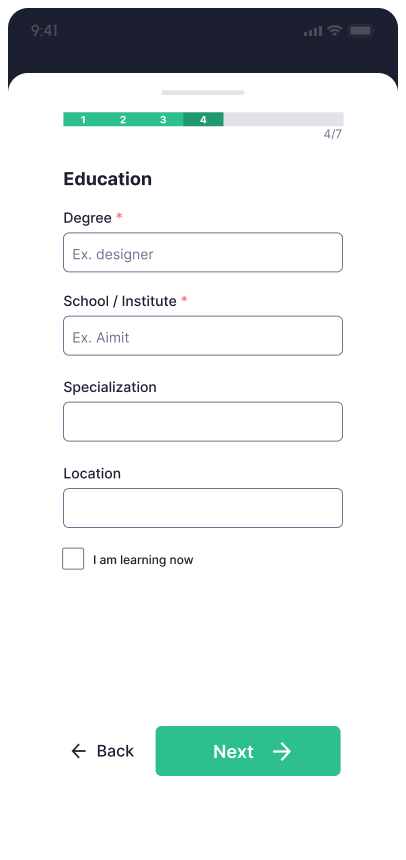 9:41
1 2 3 4
4/7
Education
Degree *
Ex. designer
School / Institute *
Ex. Aimit
Specialization
Location
I am learning now
← Back Next →